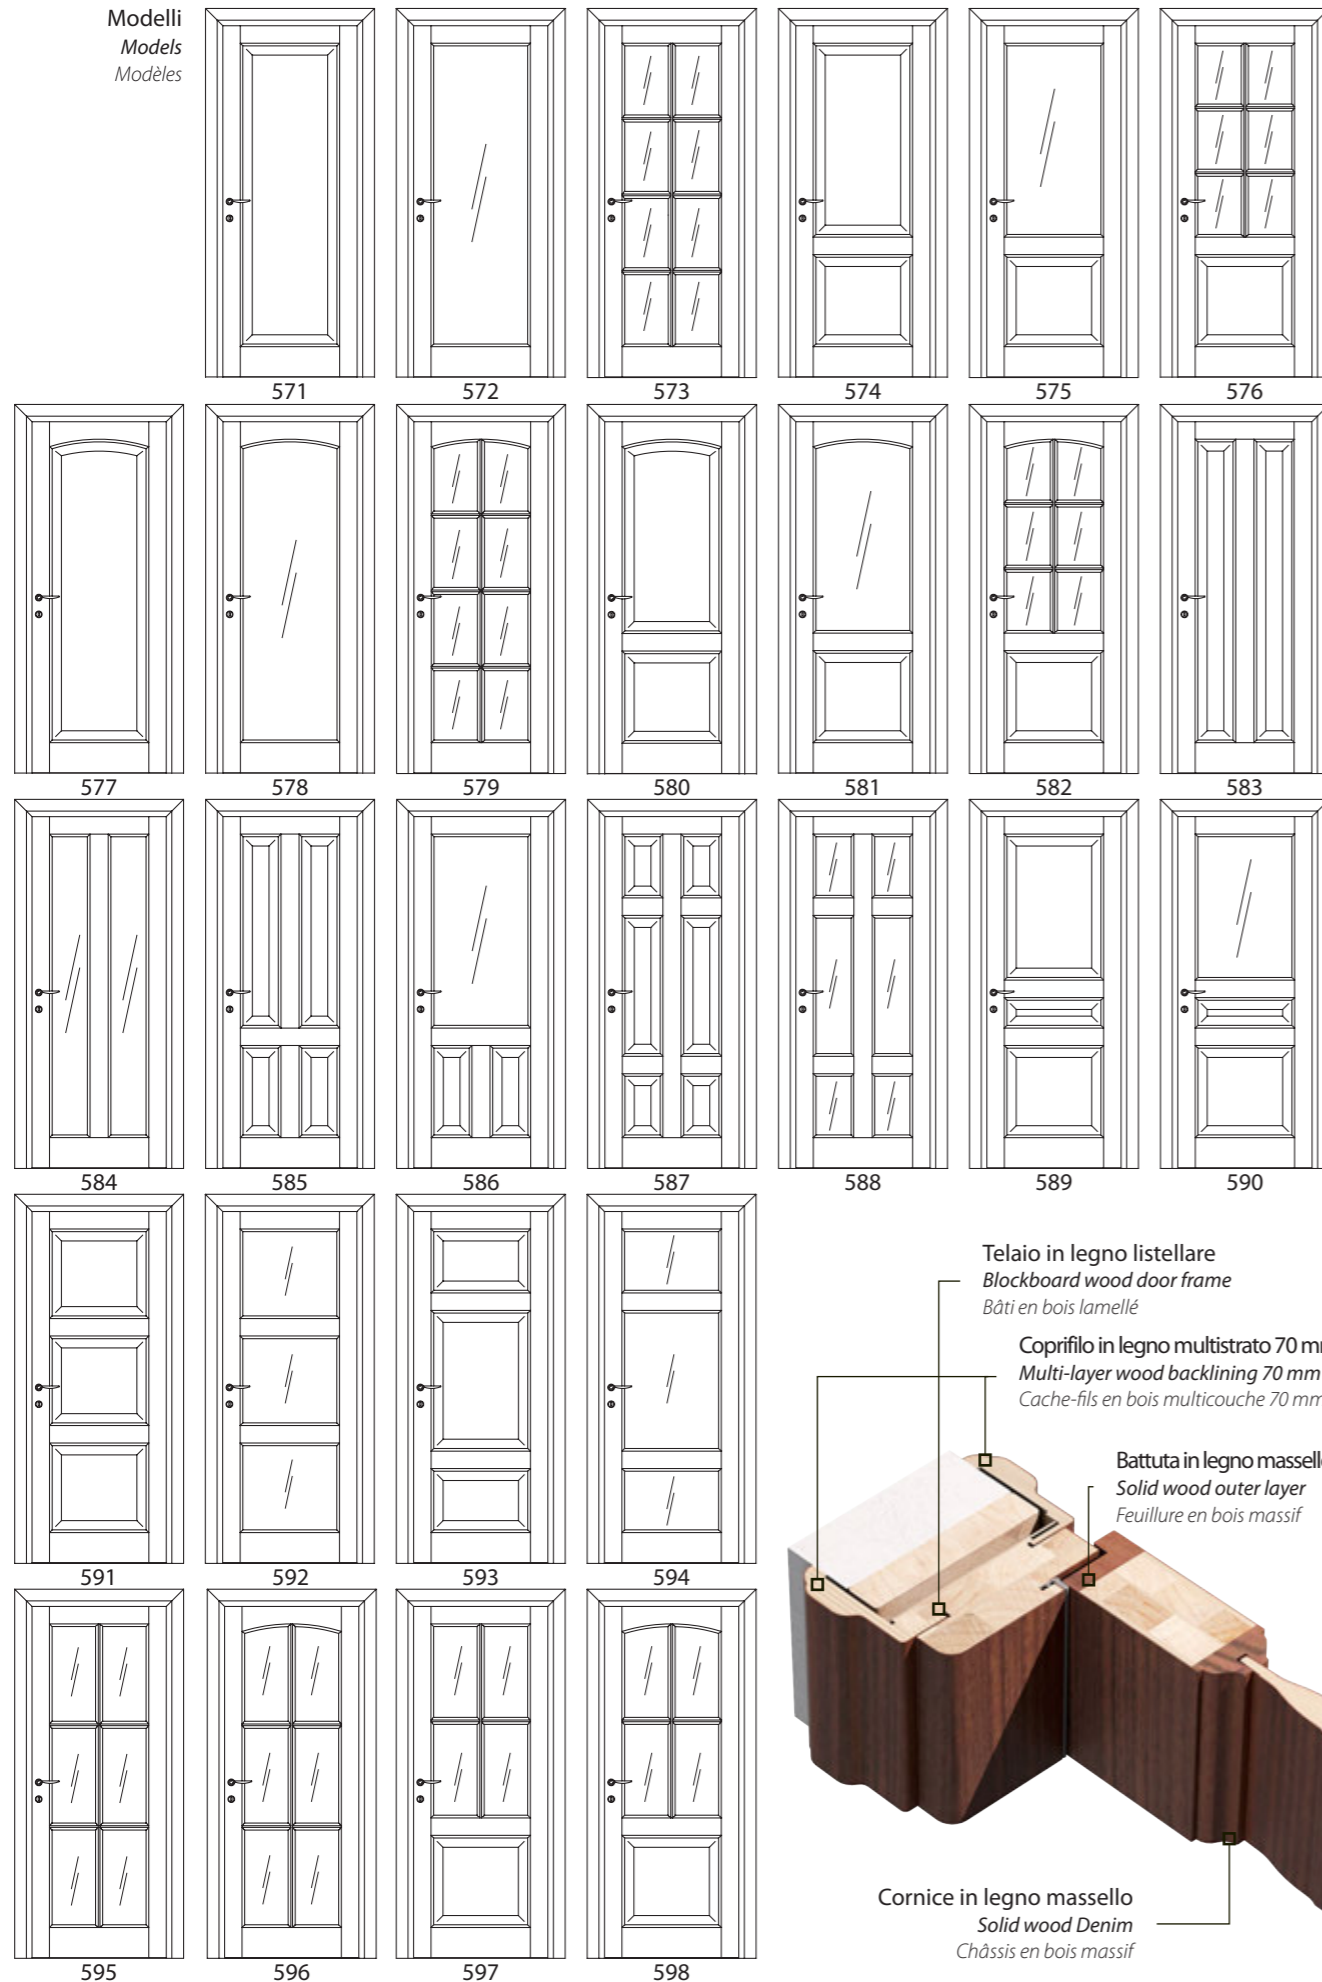 Modelli
Models
Modèles
571 572 573 574 575 576
577 578 579 580 581 582 583
584 585 586 587 588 589 590
591 592 593 594
Telaio in legno listellare
Blockboard wood door frame
Bâti en bois lamellé
Coprifilo in legno multistrato 70
Multi-layer wood backlining 70 mm
Cache-fils en bois multicouche 70 mm
Battuta in legno
Solid wood outer layer
Feuillure en bois massif
Cornice in legno massello
Solid wood Denim
Châssis en bois massif
595 596 597 598